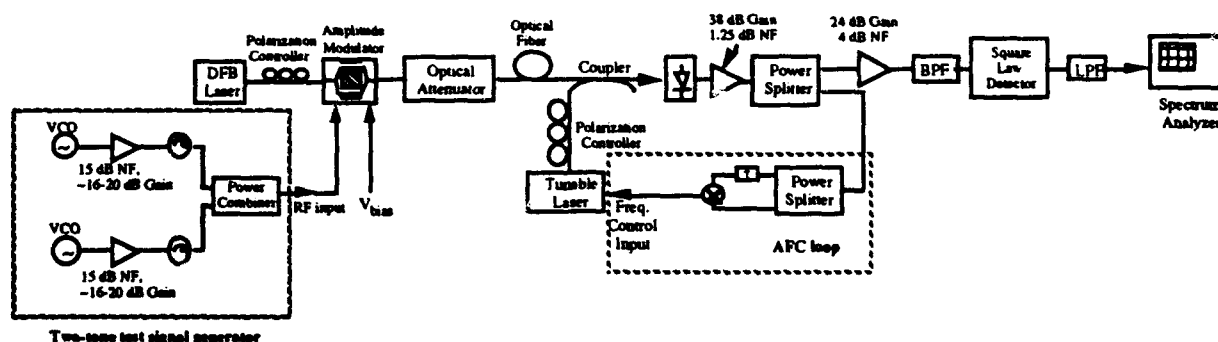 38 dB Gain
1.25 dB NF
24 dB Gain
4 dB NF
Polarization
Controller
Amplitude
Modulator
Optical
Fiber
DFB
Laser
Optical
Attenuator
Coupler
Power
Splitter
BPF
Square
Law
Detector
LPF
Spectrum
Analyzer
VCO
15 dB NF,
~16-20 dB Gain
Power
Combiner
RF input
V bias
VCO
15 dB NF,
~16-20 dB Gain
Two-tone test signal generator
Polarization
Controller
Tunable
Laser
Freq.
Control
Input
τ
Power
Splitter
AFC loop